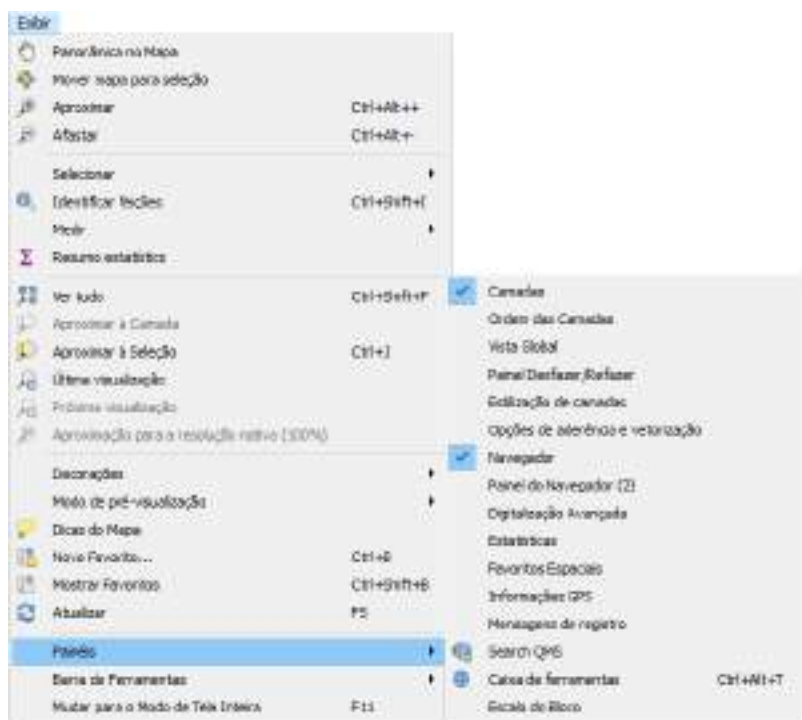 Exibir
Panorâmica no Mapa
Mover mapa para seleção
Aproximar Ctrl+Alt++
Afastar Ctrl+Alt+-
Selecionar
Identificar feições Ctrl+Shift+I
Medir
Resumo estatístico
Ver tudo Ctrl+Shift+F
Aproximar à Camada
Aproximar à Seleção Ctrl+J
Última visualização
Próxima visualização
Aproximação para a resolução nativa (100%)
Decorações
Modo de pré-visualização
Dicas do Mapa
Novo Favorito... Ctrl+B
Mostrar Favoritos Ctrl+Shift+B
Atualizar F5
Painéis
Barra de Ferramentas
Mudar para o Modo de Tela Inteira F11
Camadas
Ordem das Camadas
Vista Global
Painel Desfazer/Refazer
Estilização de camadas
Opções de aderência e vetorização
Navegador
Painel do Navegador (2)
Digitalização Avançada
Estatísticas
Favoritos Espaciais
Informações GPS
Mensagens de registro
Search QMS
Caixa de ferramentas Ctrl+Alt+T
Escala do Bloco